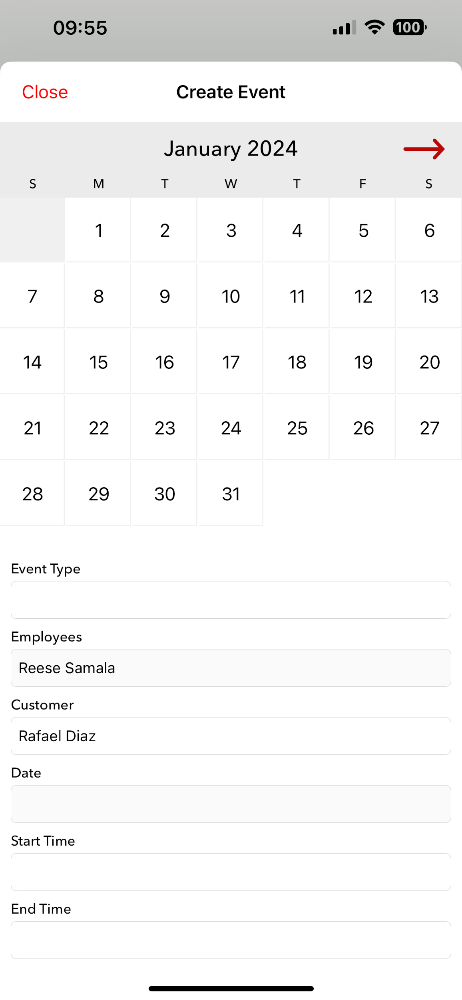 09:55
100
Close
Create Event
January 2024
S M T W T F S
1 2 3 4 5 6
7 8 9 10 11 12 13
14 15 16 17 18 19 20
21 22 23 24 25 26 27
28 29 30 31
Event Type
Employees
Reese Samala
Customer
Rafael Diaz
Date
Start Time
End Time